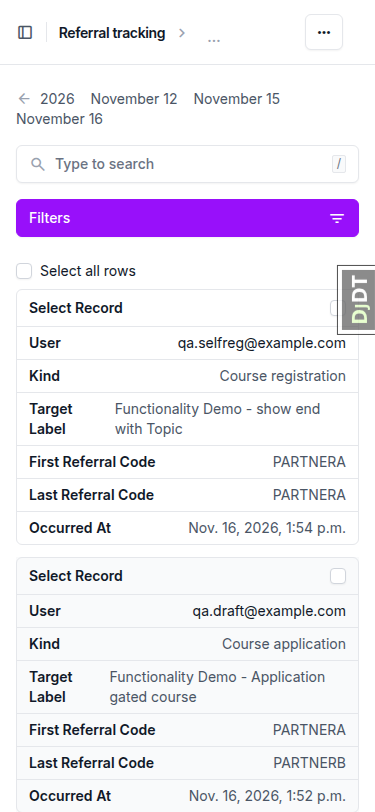 Referral tracking > ...
← 2026 November 12 November 15
November 16
Type to search /
Filters
Select all rows
Select Record
DjDT
User qa.selfreg@example.com
Kind Course registration
Target Label Functionality Demo - show end with Topic
First Referral Code PARTNERA
Last Referral Code PARTNERA
Occurred At Nov. 16, 2026, 1:54 p.m.
Select Record
User qa.draft@example.com
Kind Course application
Target Label Functionality Demo - Application gated course
First Referral Code PARTNERA
Last Referral Code PARTNERB
Occurred At Nov. 16, 2026, 1:52 p.m.